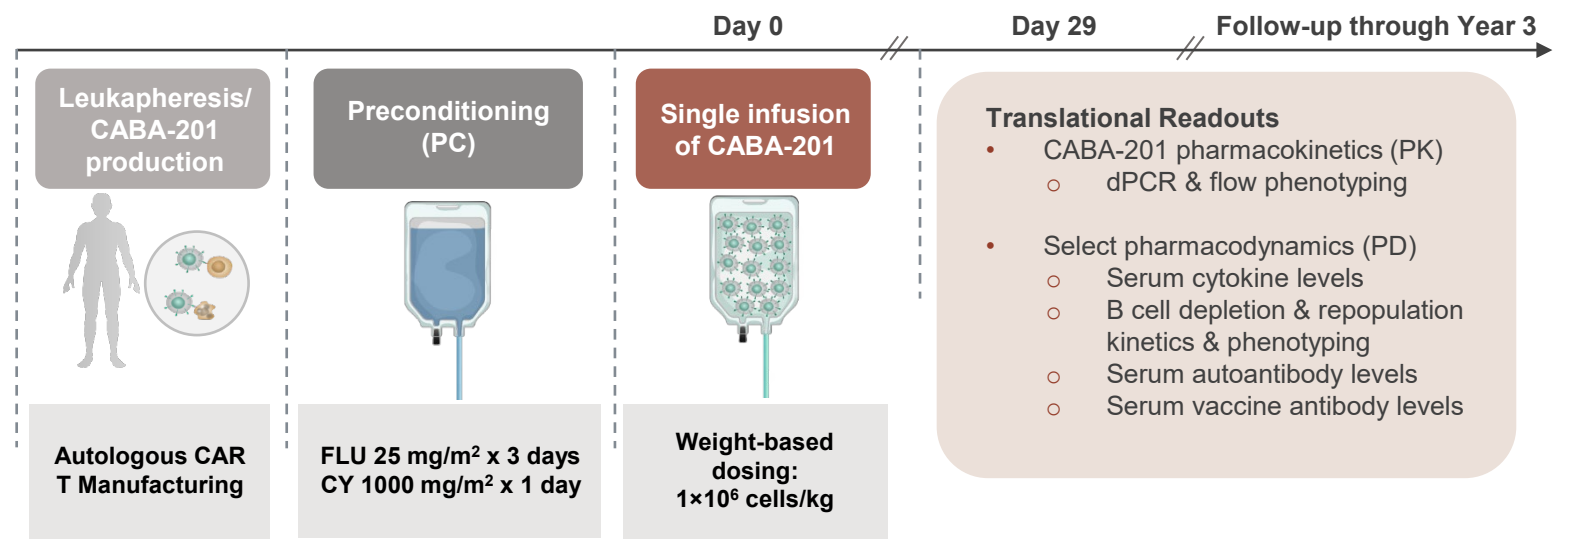 Day 0
Day 29
Follow-up through Year 3
Leukapheresis/
CABA-201
production
Preconditioning
(PC)
Single infusion
of CABA-201
Autologous CAR
T Manufacturing
FLU 25 mg/m² x 3 days
CY 1000 mg/m² x 1 day
Weight-based
dosing:
1×10⁶ cells/kg
Translational Readouts
• CABA-201 pharmacokinetics (PK)
o dPCR & flow phenotyping
• Select pharmacodynamics (PD)
o Serum cytokine levels
o B cell depletion & repopulation
kinetics & phenotyping
o Serum autoantibody levels
o Serum vaccine antibody levels